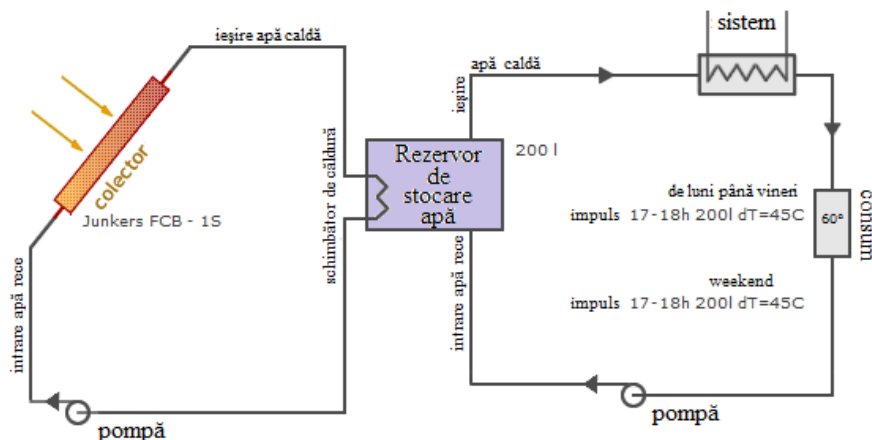 ieşire apă caldă
colector
Junkers FCB - 1S
intrare apă rece
pompă
schimbător de căldură
Rezervor
de
stocare
apă
200 l
ieşire
apă caldă
intrare apă rece
sistem
de luni până vineri
impuls 17-18h 200l dT=45C
60°
consum
weekend
impuls 17-18h 200l dT=45C
pompă